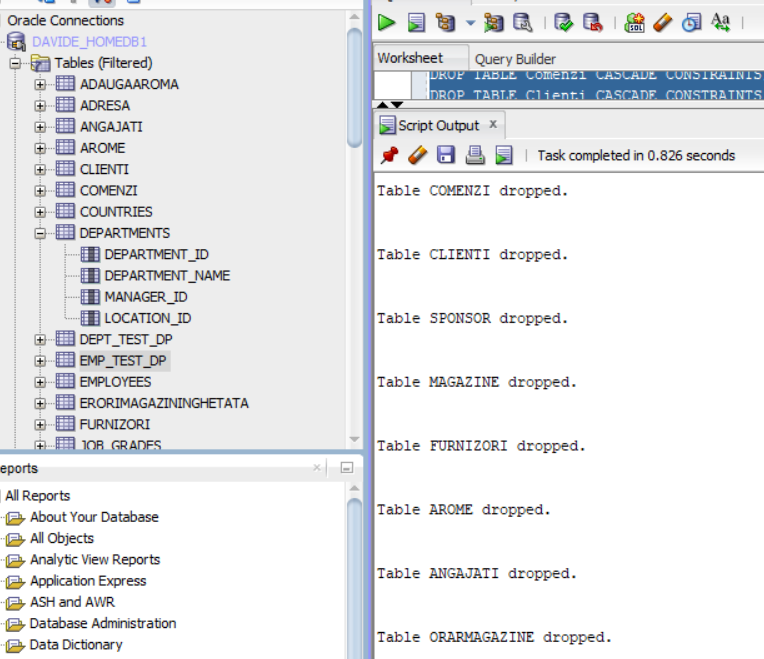 Oracle Connections
DAVIDE_HOMEDB1
Tables (Filtered)
ADAUGAAROMA
ADRESA
ANGAJATI
AROME
CLIENTI
COMENZI
COUNTRIES
DEPARTMENTS
DEPARTMENT_ID
DEPARTMENT_NAME
MANAGER_ID
LOCATION_ID
DEPT_TEST_DP
EMP_TEST_DP
EMPLOYEES
ERORIMAGAZININGHETATA
FURNIZORI
JOB_GRADES
eports
All Reports
About Your Database
All Objects
Analytic View Reports
Application Express
ASH and AWR
Database Administration
Data Dictionary
SQL
Aa
Worksheet
Query Builder
DROP TABLE Comenzi CASCADE CONSTRAINTS
DROP TABLE Clienti CASCADE CONSTRAINTS
Script Output x
Task completed in 0.826 seconds
Table COMENZI dropped.
Table CLIENTI dropped.
Table SPONSOR dropped.
Table MAGAZINE dropped.
Table FURNIZORI dropped.
Table AROME dropped.
Table ANGAJATI dropped.
Table ORARMAGAZINE dropped.